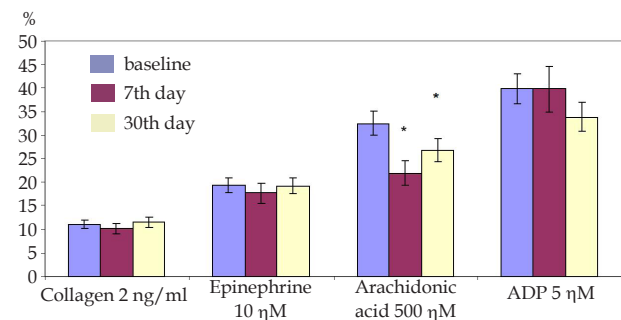 %
50
45
40
35
30
25
20
15
10
5
0
baseline
7th day
30th day
*
*
Collagen 2 ng/ml
Epinephrine
10 ηM
Arachidonic
acid 500 ηM
ADP 5 ηM